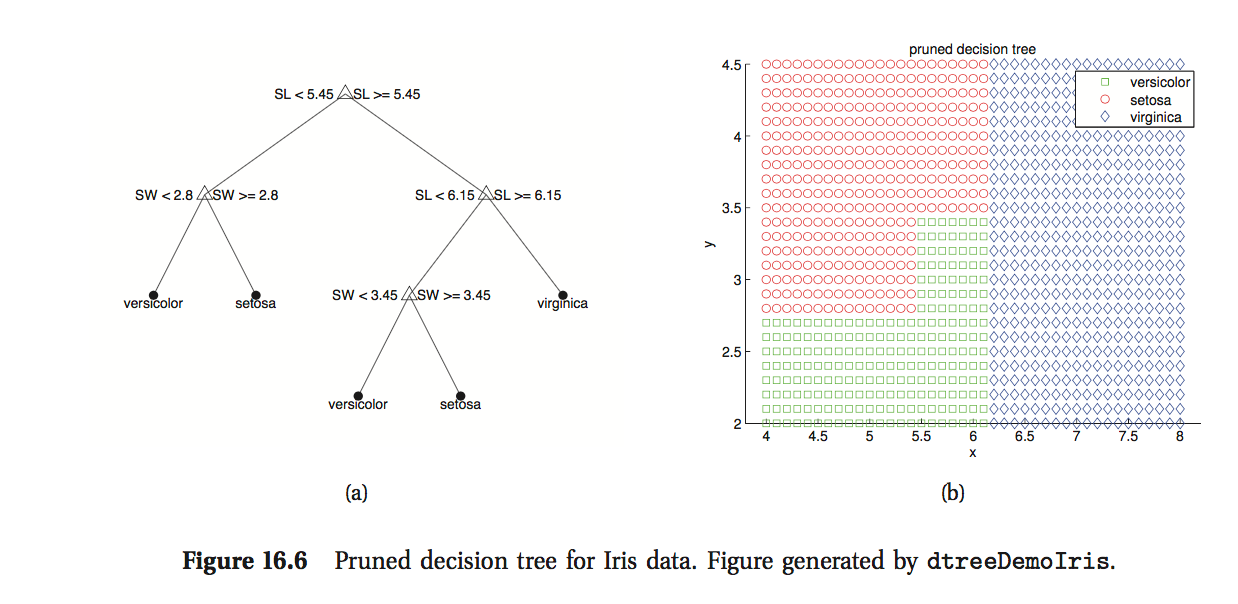 SL < 5.45 SL >= 5.45
SW < 2.8 SW >= 2.8
SL < 6.15 SL >= 6.15
versicolor setosa
SW < 3.45 SW >= 3.45
virginica
versicolor setosa
(a)
pruned decision tree
versicolor
setosa
virginica
4.5
4
3.5
3
2.5
2
y
4 4.5 5 5.5 6 6.5 7 7.5 8
x
(b)
Figure 16.6 Pruned decision tree for Iris data. Figure generated by dtreeDemoIris.